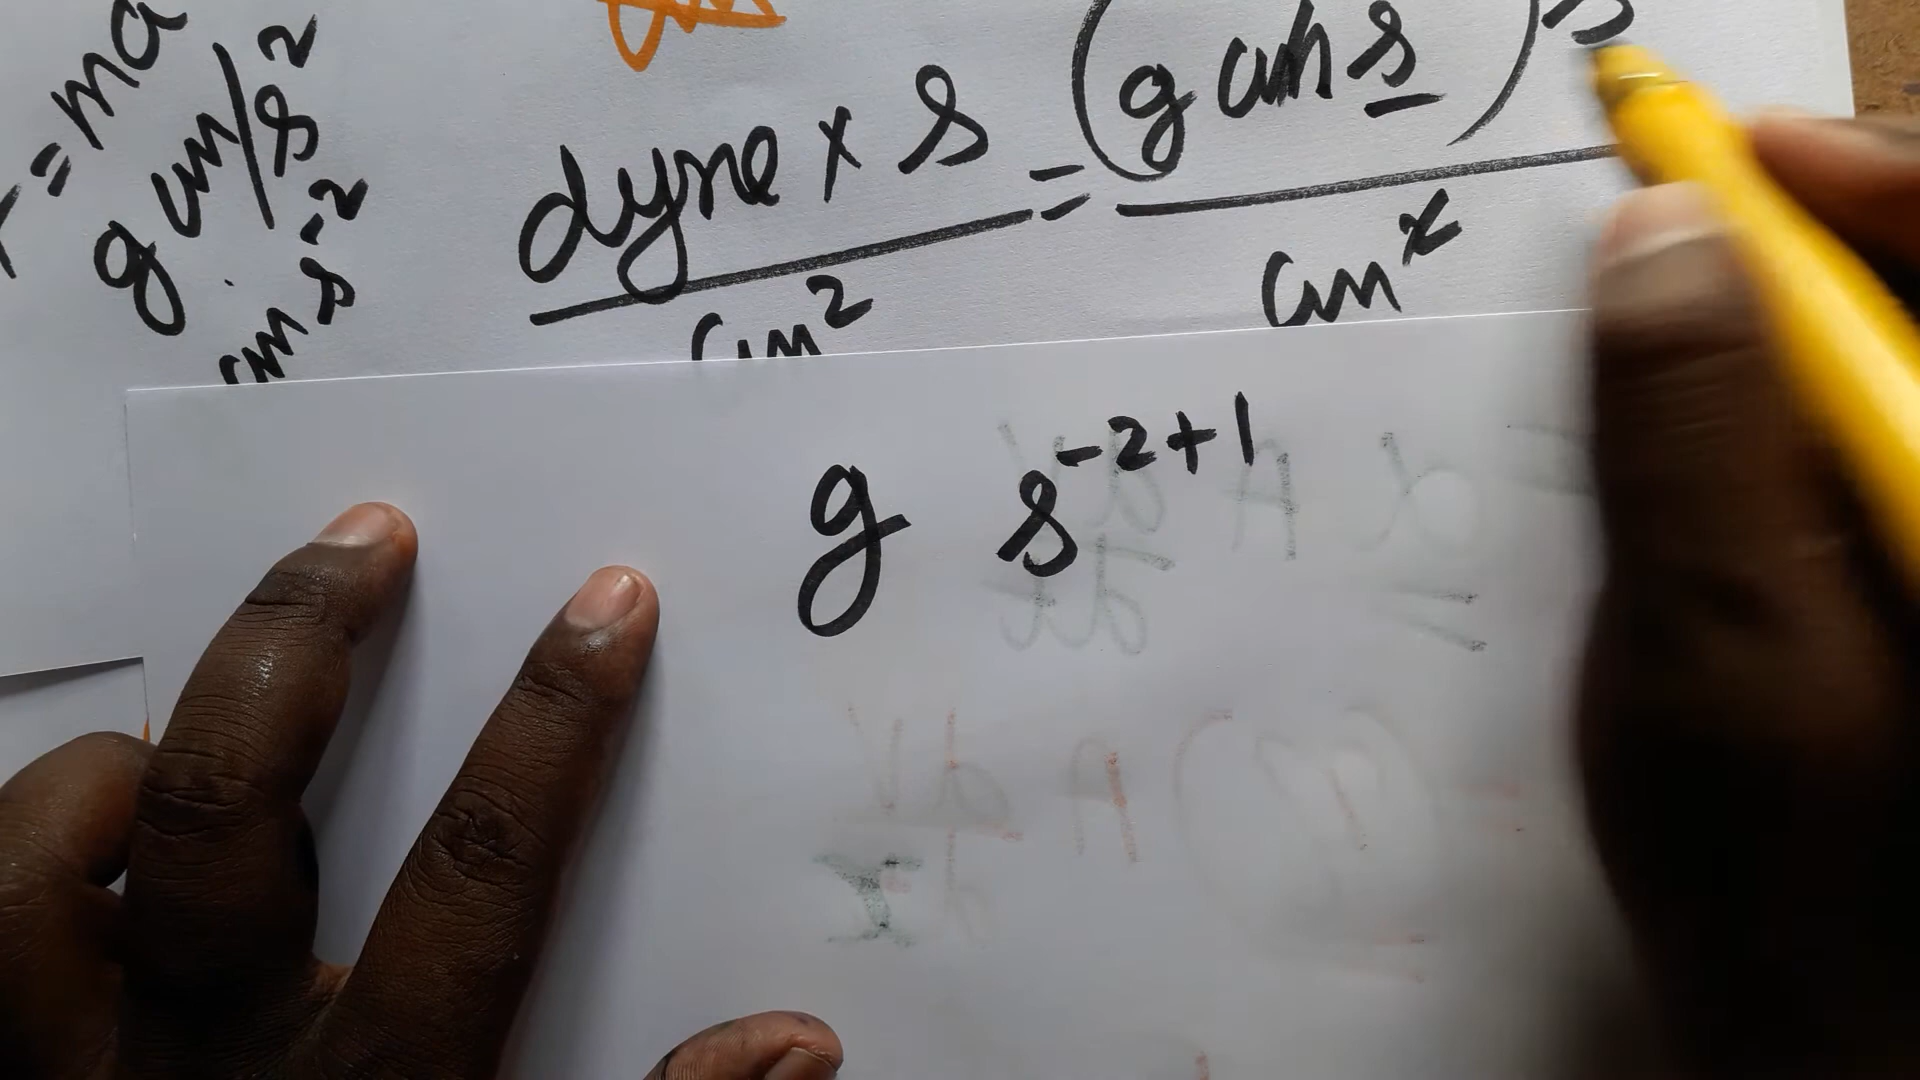 = ma
g cm/s²
cm s⁻²
dyne × s = (g cm s ) s
cm² cm²
g s⁻²⁺¹